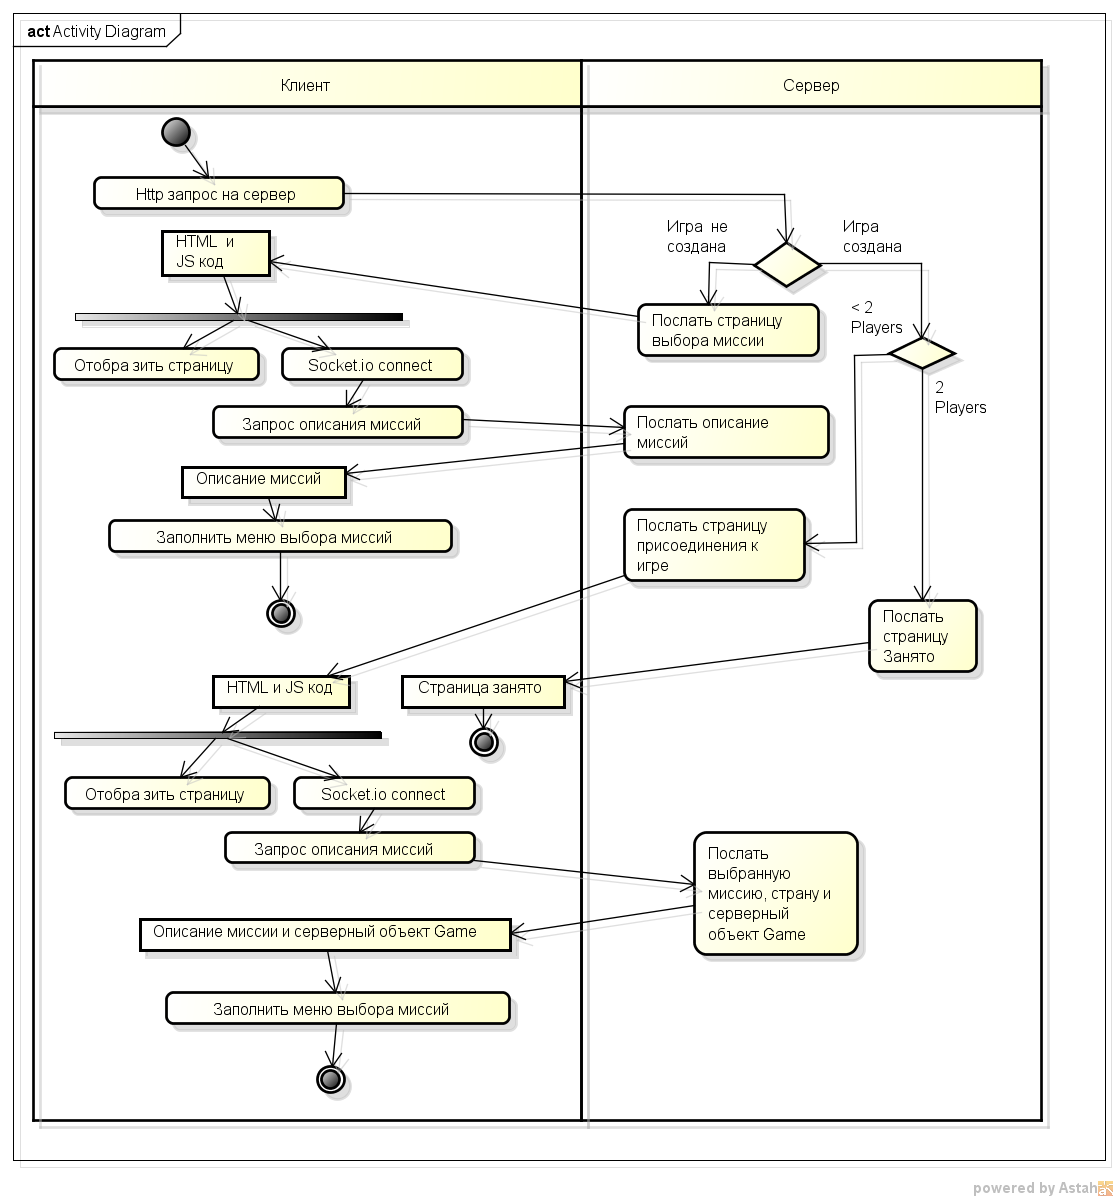 act Activity Diagram
Клиент
Сервер
Http запрос на сервер
Игра не
создана
Игра
создана
HTML и
JS код
Послать страницу
выбора миссии
< 2
Players
Отобра зить страницу
Socket.io connect
2
Players
Запрос описания миссий
Послать описание
миссий
Описание миссий
Заполнить меню выбора миссий
Послать страницу
присоединения к
игре
Послать
страницу
Занято
HTML и JS код
Страница занято
Отобра зить страницу
Socket.io connect
Запрос описания миссий
Послать
выбранную
миссию, страну и
серверный
объект Game
Описание миссии и серверный объект Game
Заполнить меню выбора миссий
powered by Astah